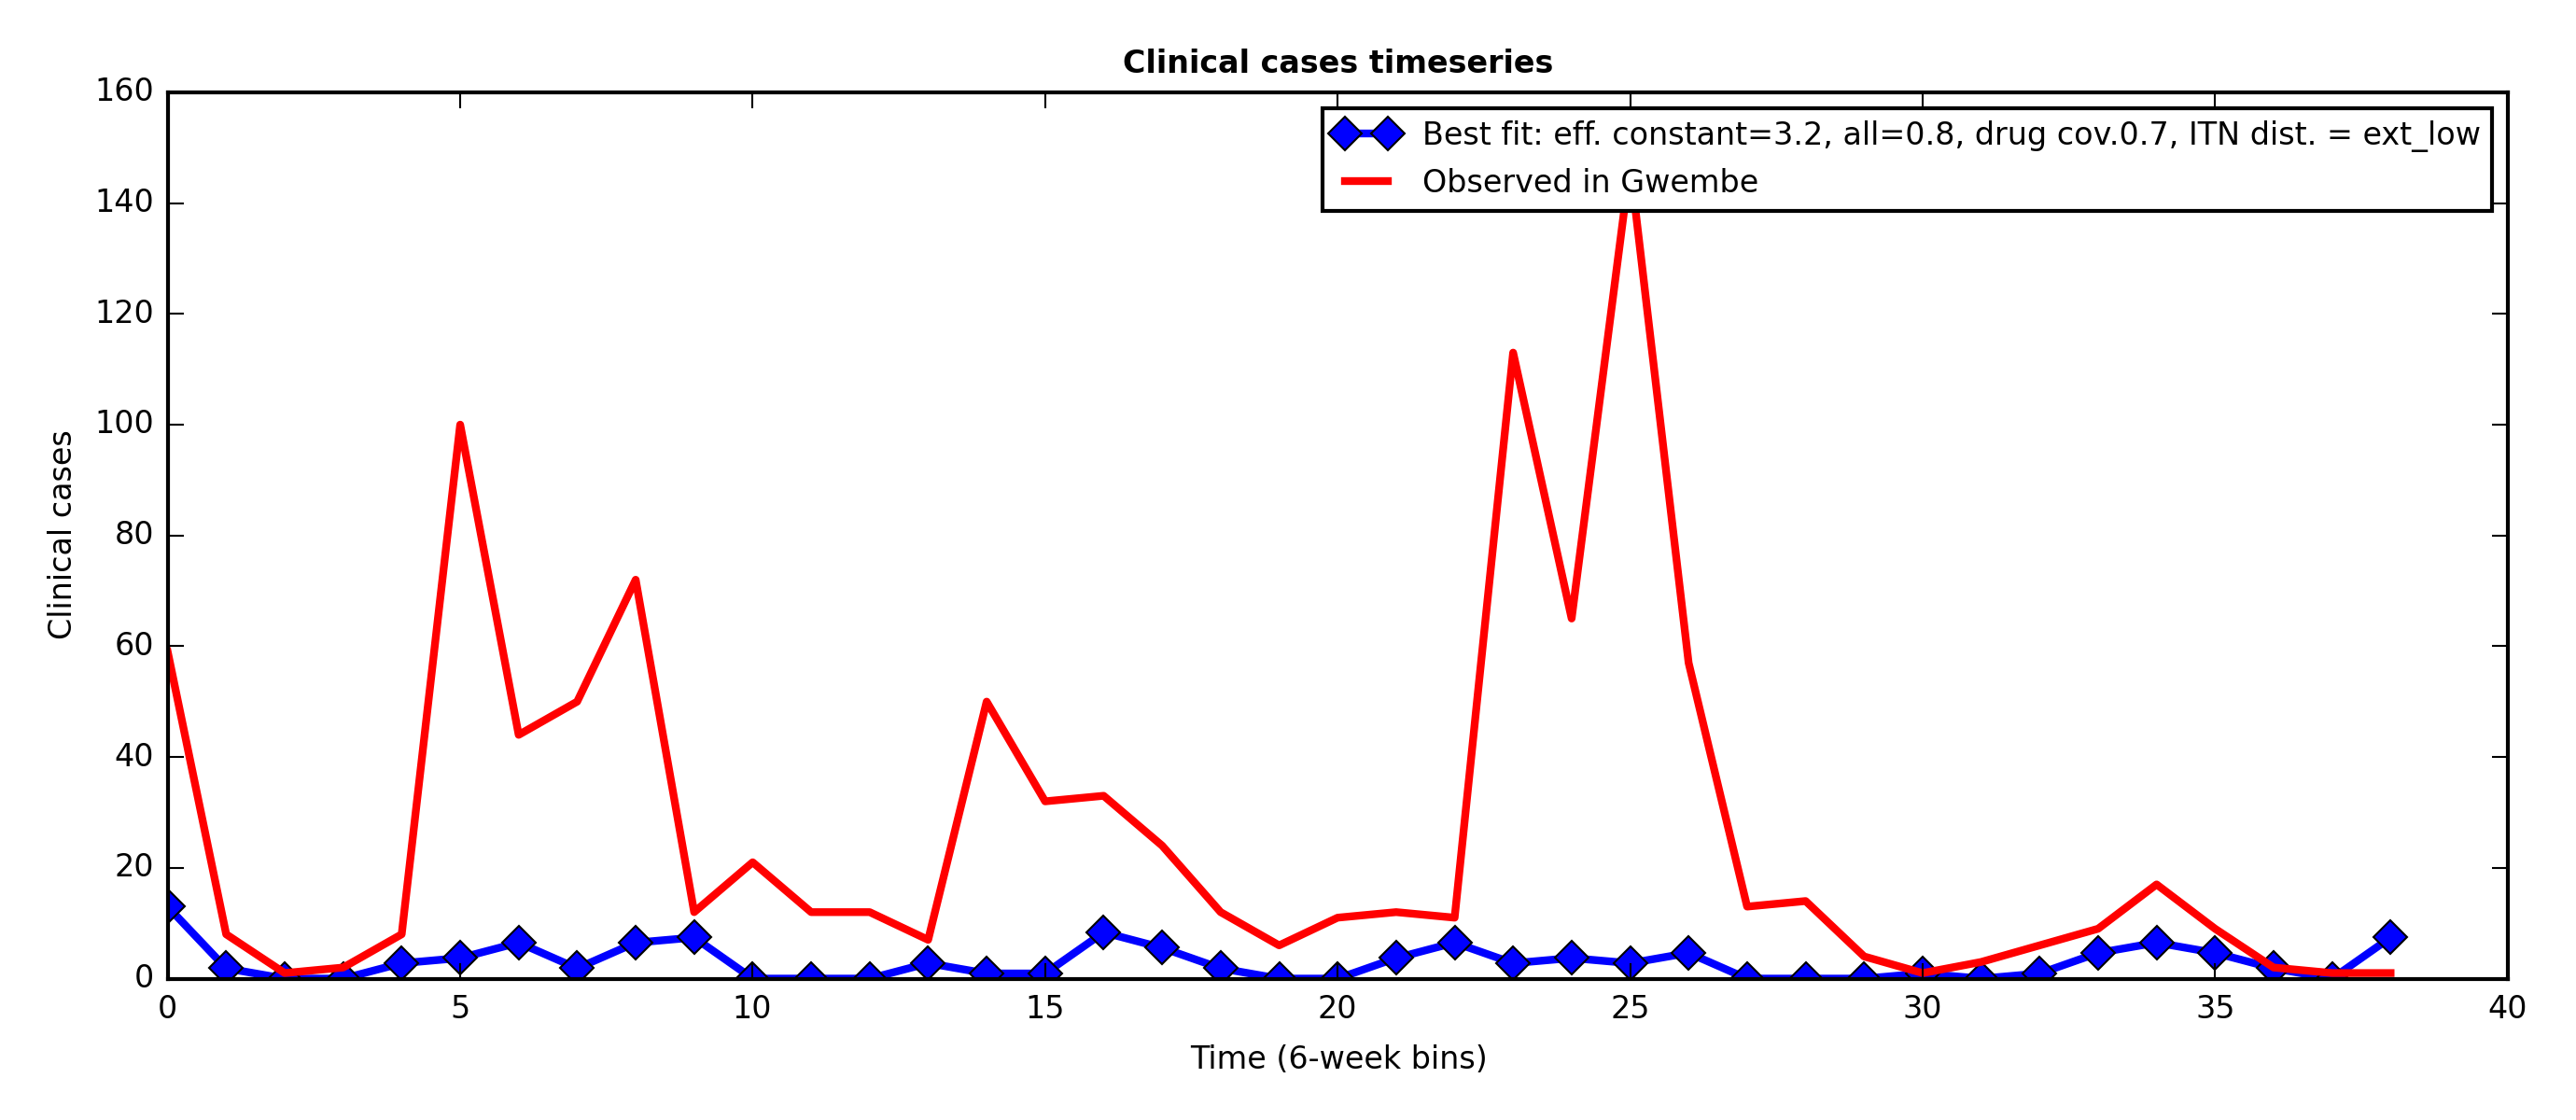 Clinical cases timeseries
Best fit: eff. constant=3.2, all=0.8, drug cov.0.7, ITN dist. = ext_low
Observed in Gwembe
160
140
120
100
80
60
40
20
0
Clinical cases
0 5 10 15 20 25 30 35 40
Time (6-week bins)